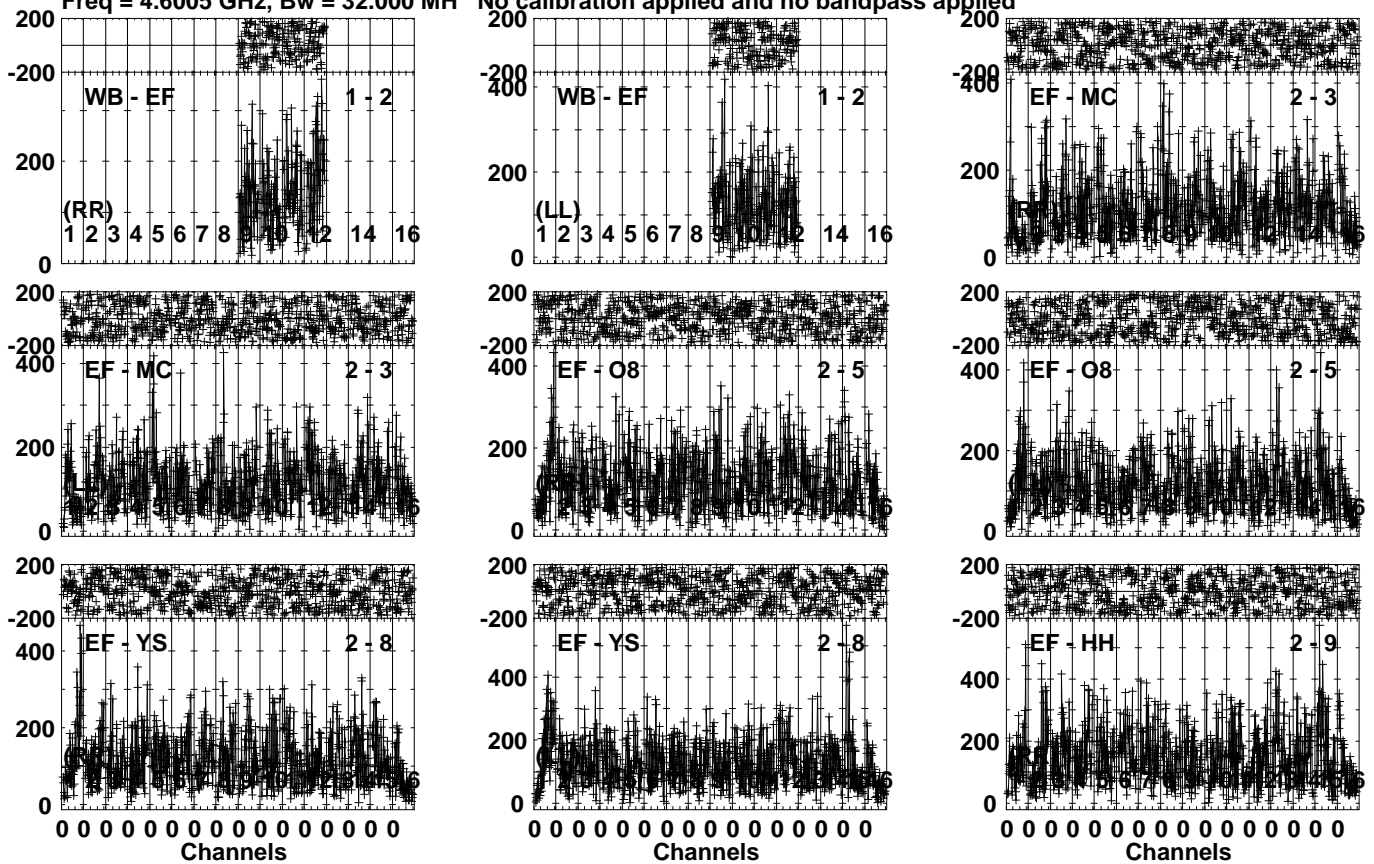 Freq = 4.6005 GHz, Bw = 32.000 MH No calibration applied and no bandpass applied
200 200 200
-200 -200 -200
400 400
WB - EF 1 - 2 WB - EF 1 - 2 EF - MC 2 - 3
200 200 200
(RR) (LL)
1 2 3 4 5 6 7 8 9 10 12 14 16 1 2 3 4 5 6 7 8 9 10 12 14 16
0 0 0
200 200 200
-200 -200 -200
400 400 400
EF - MC 2 - 3 EF - O8 2 - 5 EF - O8 2 - 5
200 200 200
0 0 0
200 200 200
-200 -200 -200
EF - YS 2 - 8 EF - YS 2 - 8 EF - HH 2 - 9
400 400 400
200 200 200
0 0 0
0 0 0 0 0 0 0 0 0 0 0 0 0 0 0 0 0 0 0 0 0 0 0 0 0 0 0 0 0 0 0 0 0 0 0 0 0 0 0 0 0 0 0 0 0 0 0 0
Channels Channels Channels